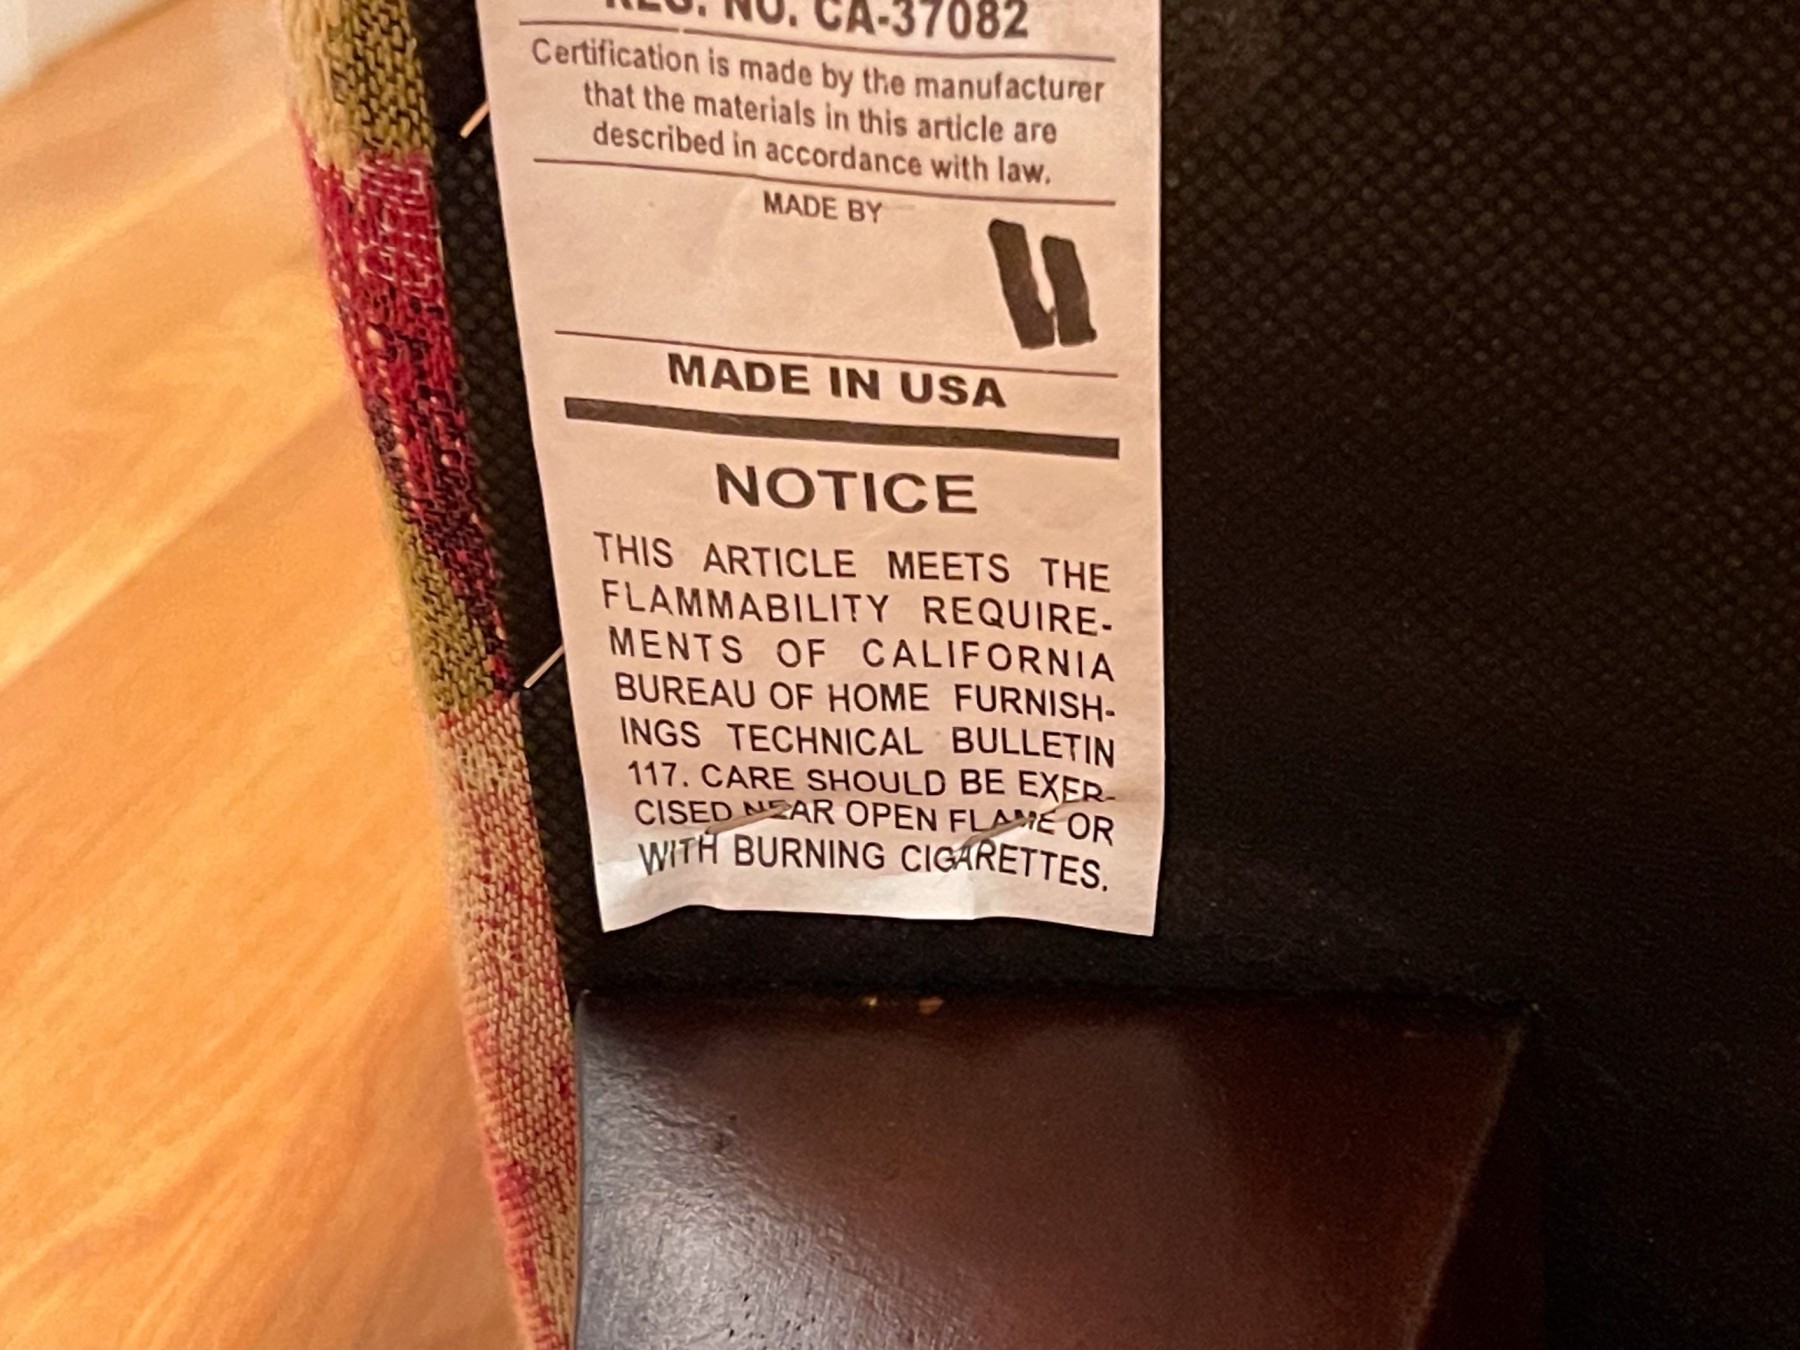 REG. NO. CA-37082
Certification is made by the manufacturer
that the materials in this article are
described in accordance with law.
MADE BY
MADE IN USA
NOTICE
THIS ARTICLE MEETS THE
FLAMMABILITY REQUIRE-
MENTS OF CALIFORNIA
BUREAU OF HOME FURNISH-
INGS TECHNICAL BULLETIN
117. CARE SHOULD BE EXER-
CISED NEAR OPEN FLAME OR
WITH BURNING CIGARETTES.